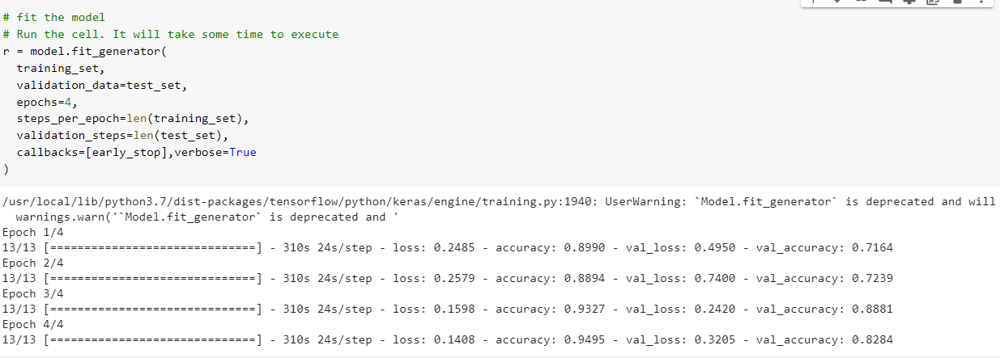 # fit the model
# Run the cell. It will take some time to execute
r = model.fit_generator(
  training_set,
  validation_data=test_set,
  epochs=4,
  steps_per_epoch=len(training_set),
  validation_steps=len(test_set),
  callbacks=[early_stop],verbose=True
)
/usr/local/lib/python3.7/dist-packages/tensorflow/python/keras/engine/training.py:1940: UserWarning: `Model.fit_generator` is deprecated and will
  warnings.warn('`Model.fit_generator` is deprecated and '
Epoch 1/4
13/13 [==============================] - 310s 24s/step - loss: 0.2485 - accuracy: 0.8990 - val_loss: 0.4950 - val_accuracy: 0.7164
Epoch 2/4
13/13 [==============================] - 310s 24s/step - loss: 0.2579 - accuracy: 0.8894 - val_loss: 0.7400 - val_accuracy: 0.7239
Epoch 3/4
13/13 [==============================] - 310s 24s/step - loss: 0.1598 - accuracy: 0.9327 - val_loss: 0.2420 - val_accuracy: 0.8881
Epoch 4/4
13/13 [==============================] - 310s 24s/step - loss: 0.1408 - accuracy: 0.9495 - val_loss: 0.3205 - val_accuracy: 0.8284